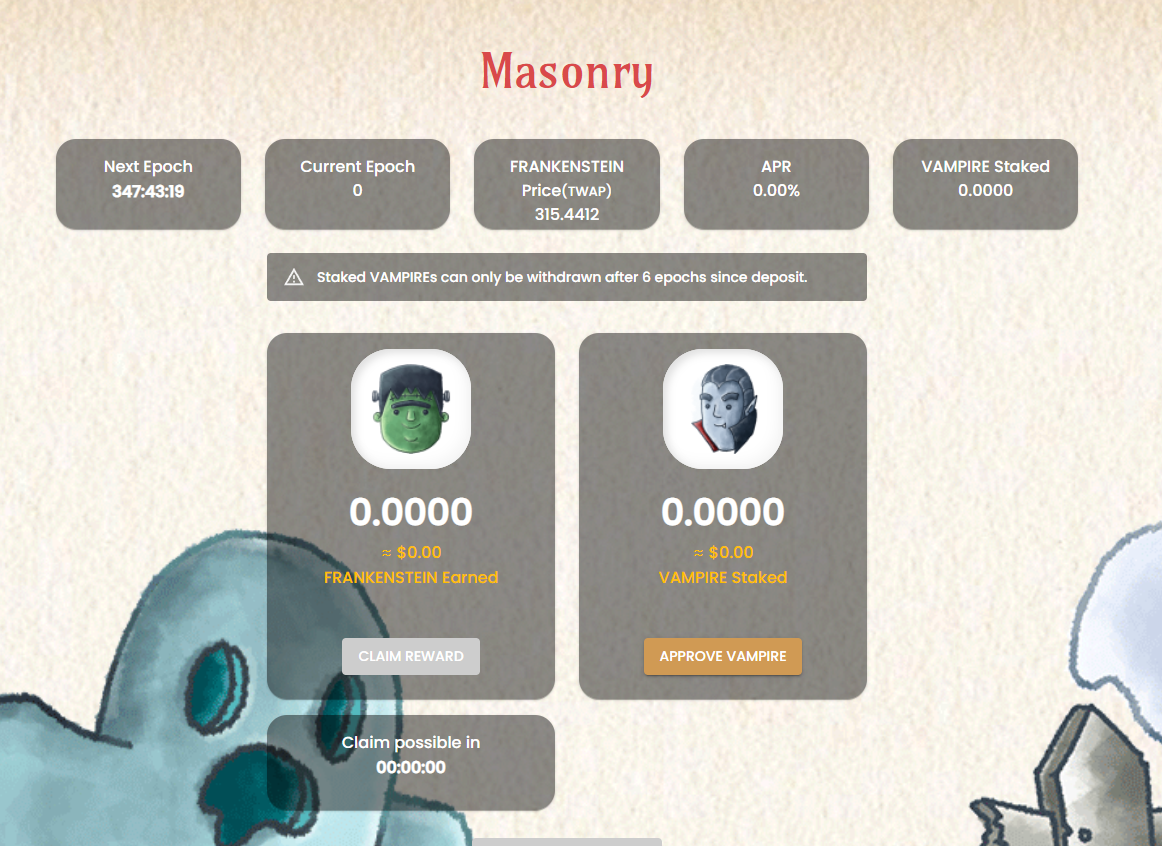 Masonry
Next Epoch
347:43:19
Current Epoch
0
FRANKENSTEIN
Price(TWAP)
315.4412
APR
0.00%
VAMPIRE Staked
0.0000
Staked VAMPIREs can only be withdrawn after 6 epochs since deposit.
0.0000
≈ $0.00
FRANKENSTEIN Earned
CLAIM REWARD
0.0000
≈ $0.00
VAMPIRE Staked
APPROVE VAMPIRE
Claim possible in
00:00:00